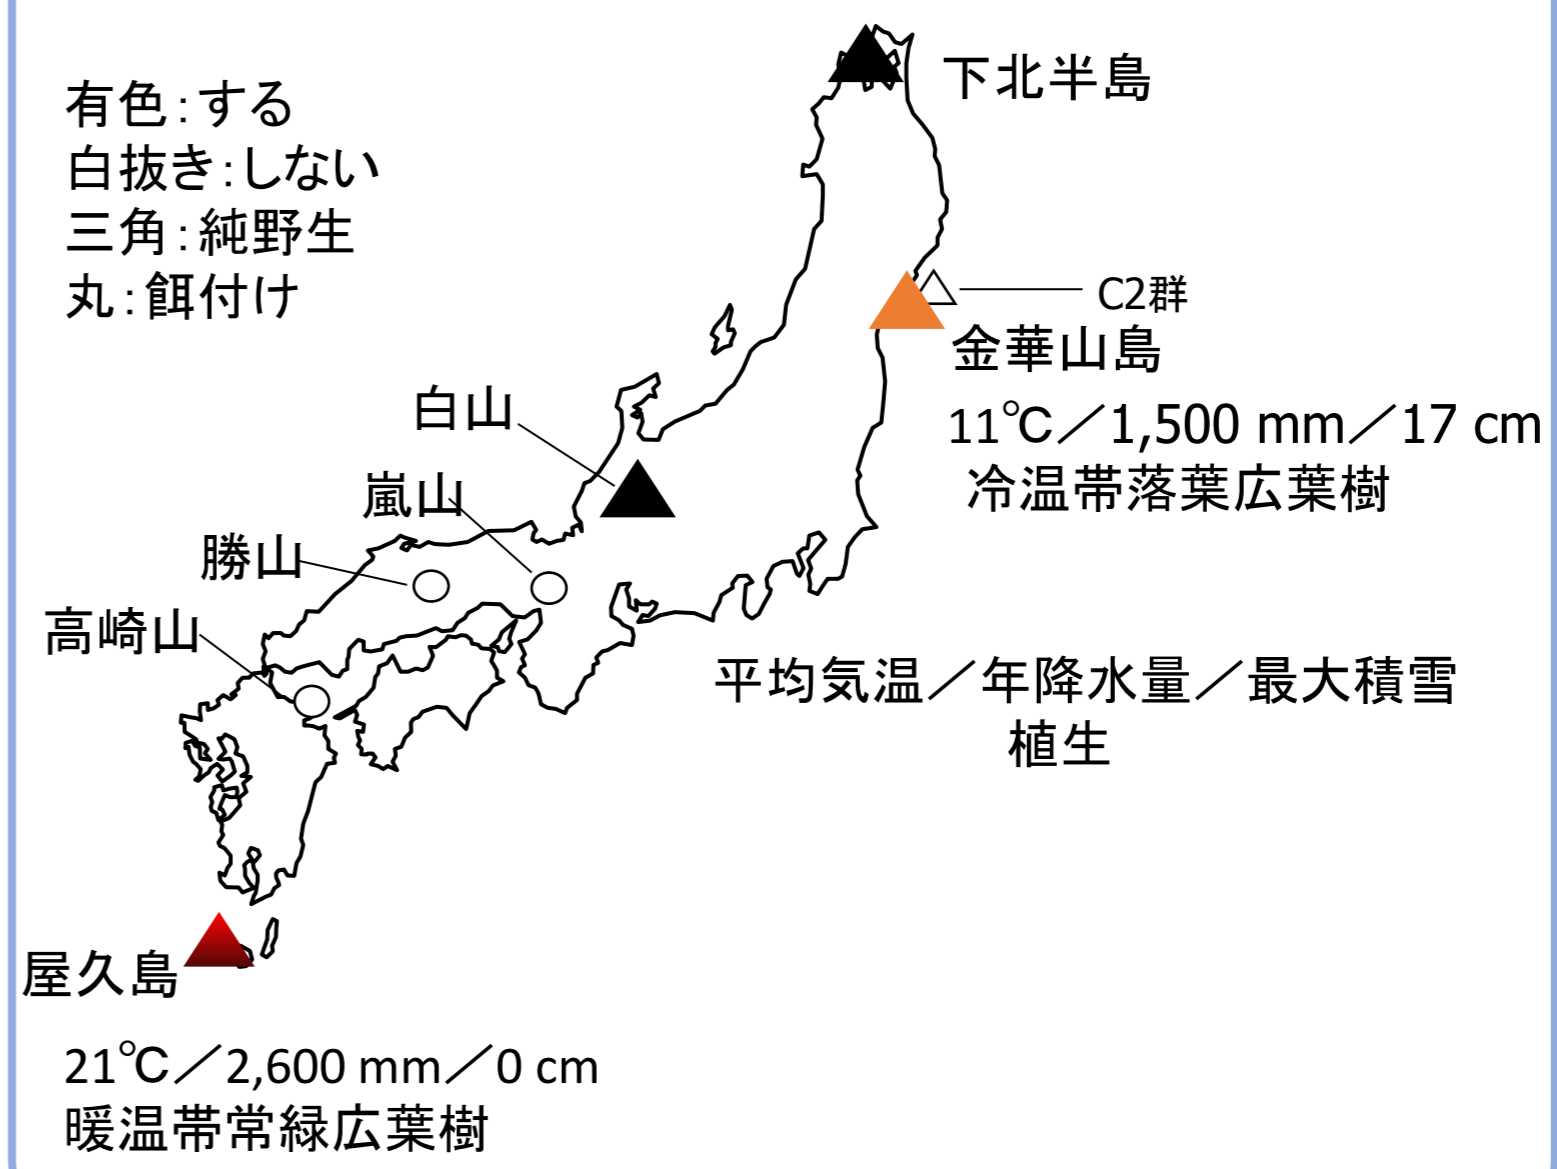 有色：する
白抜き：しない
三角：純野生
丸：餌付け
下北半島
C2群
金華山島
11℃／1,500 mm／17 cm
冷温帯落葉広葉樹
白山
嵐山
勝山
高崎山
平均気温／年降水量／最大積雪
植生
屋久島
21℃／2,600 mm／0 cm
暖温帯常緑広葉樹